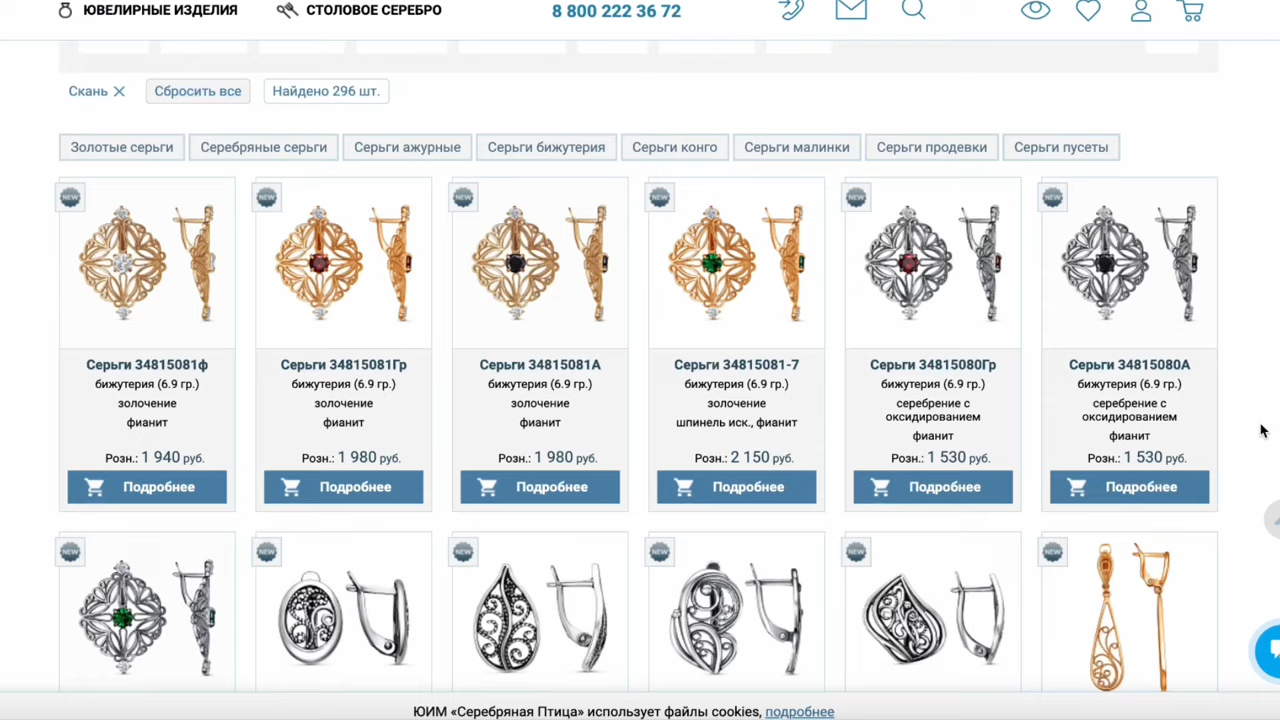 ЮВЕЛИРНЫЕ ИЗДЕЛИЯ
СТОЛОВОЕ СЕРЕБРО
8 800 222 36 72
Скань
Сбросить все
Найдено 296 шт.
Золотые серьги
Серебряные серьги
Серьги ажурные
Серьги бижутерия
Серьги конго
Серьги малинки
Серьги продевки
Серьги пусеты
NEW
Серьги 34815081ф
бижутерия (6.9 гр.)
золочение
фианит
Розн.: 1 940 руб.
Подробнее
NEW
Серьги 34815081Гр
бижутерия (6.9 гр.)
золочение
фианит
Розн.: 1 980 руб.
Подробнее
NEW
Серьги 34815081А
бижутерия (6.9 гр.)
золочение
фианит
Розн.: 1 980 руб.
Подробнее
NEW
Серьги 34815081-7
бижутерия (6.9 гр.)
золочение
шпинель иск., фианит
Розн.: 2 150 руб.
Подробнее
NEW
Серьги 34815080Гр
бижутерия (6.9 гр.)
серебрение с
оксидированием
фианит
Розн.: 1 530 руб.
Подробнее
NEW
Серьги 34815080А
бижутерия (6.9 гр.)
серебрение с
оксидированием
фианит
Розн.: 1 530 руб.
Подробнее
NEW
NEW
NEW
NEW
NEW
NEW
ЮИМ «Серебряная Птица» использует файлы cookies, подробнее